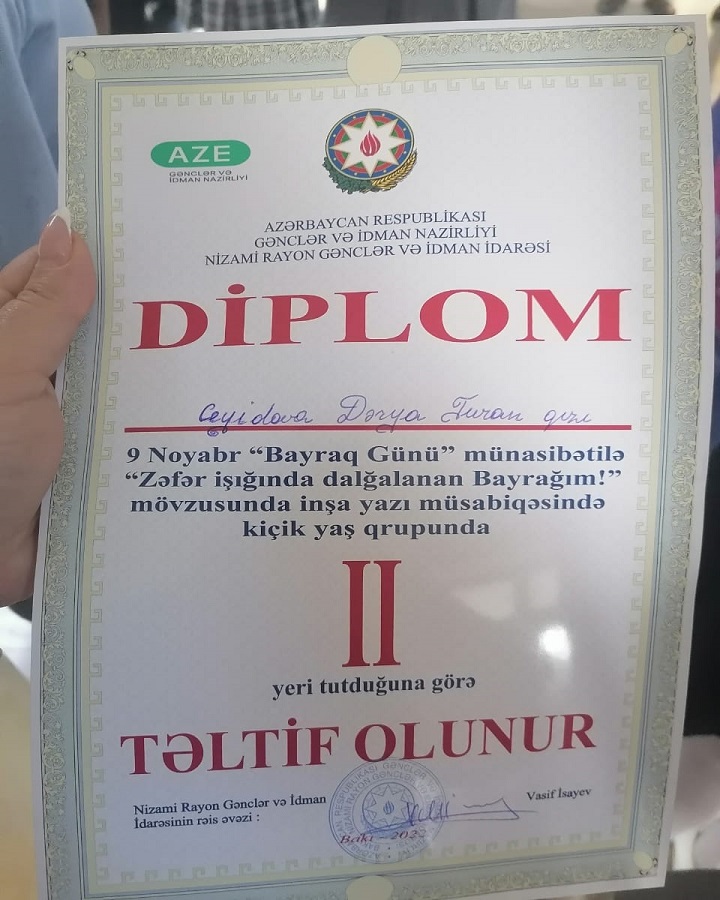 AZE
GƏNCLƏR VƏ
İDMAN NAZİRLİYİ
AZƏRBAYCAN RESPUBLİKASI
GƏNCLƏR VƏ İDMAN NAZİRLİYİ
NİZAMİ RAYON GƏNCLƏR VƏ İDMAN İDARƏSİ
DİPLOM
Ceyidova Dərya Turan qızı
9 Noyabr “Bayraq Günü” münasibətilə
“Zəfər işığında dalğalanan Bayrağım!”
mövzusunda inşa yazı müsabiqəsində
kiçik yaş qrupunda
II
yeri tutduğuna görə
TƏLTİF OLUNUR
Nizami Rayon Gənclər və İdman
İdarəsinin rəis əvəzi :
Vasif İsayev
Bakı - 2022